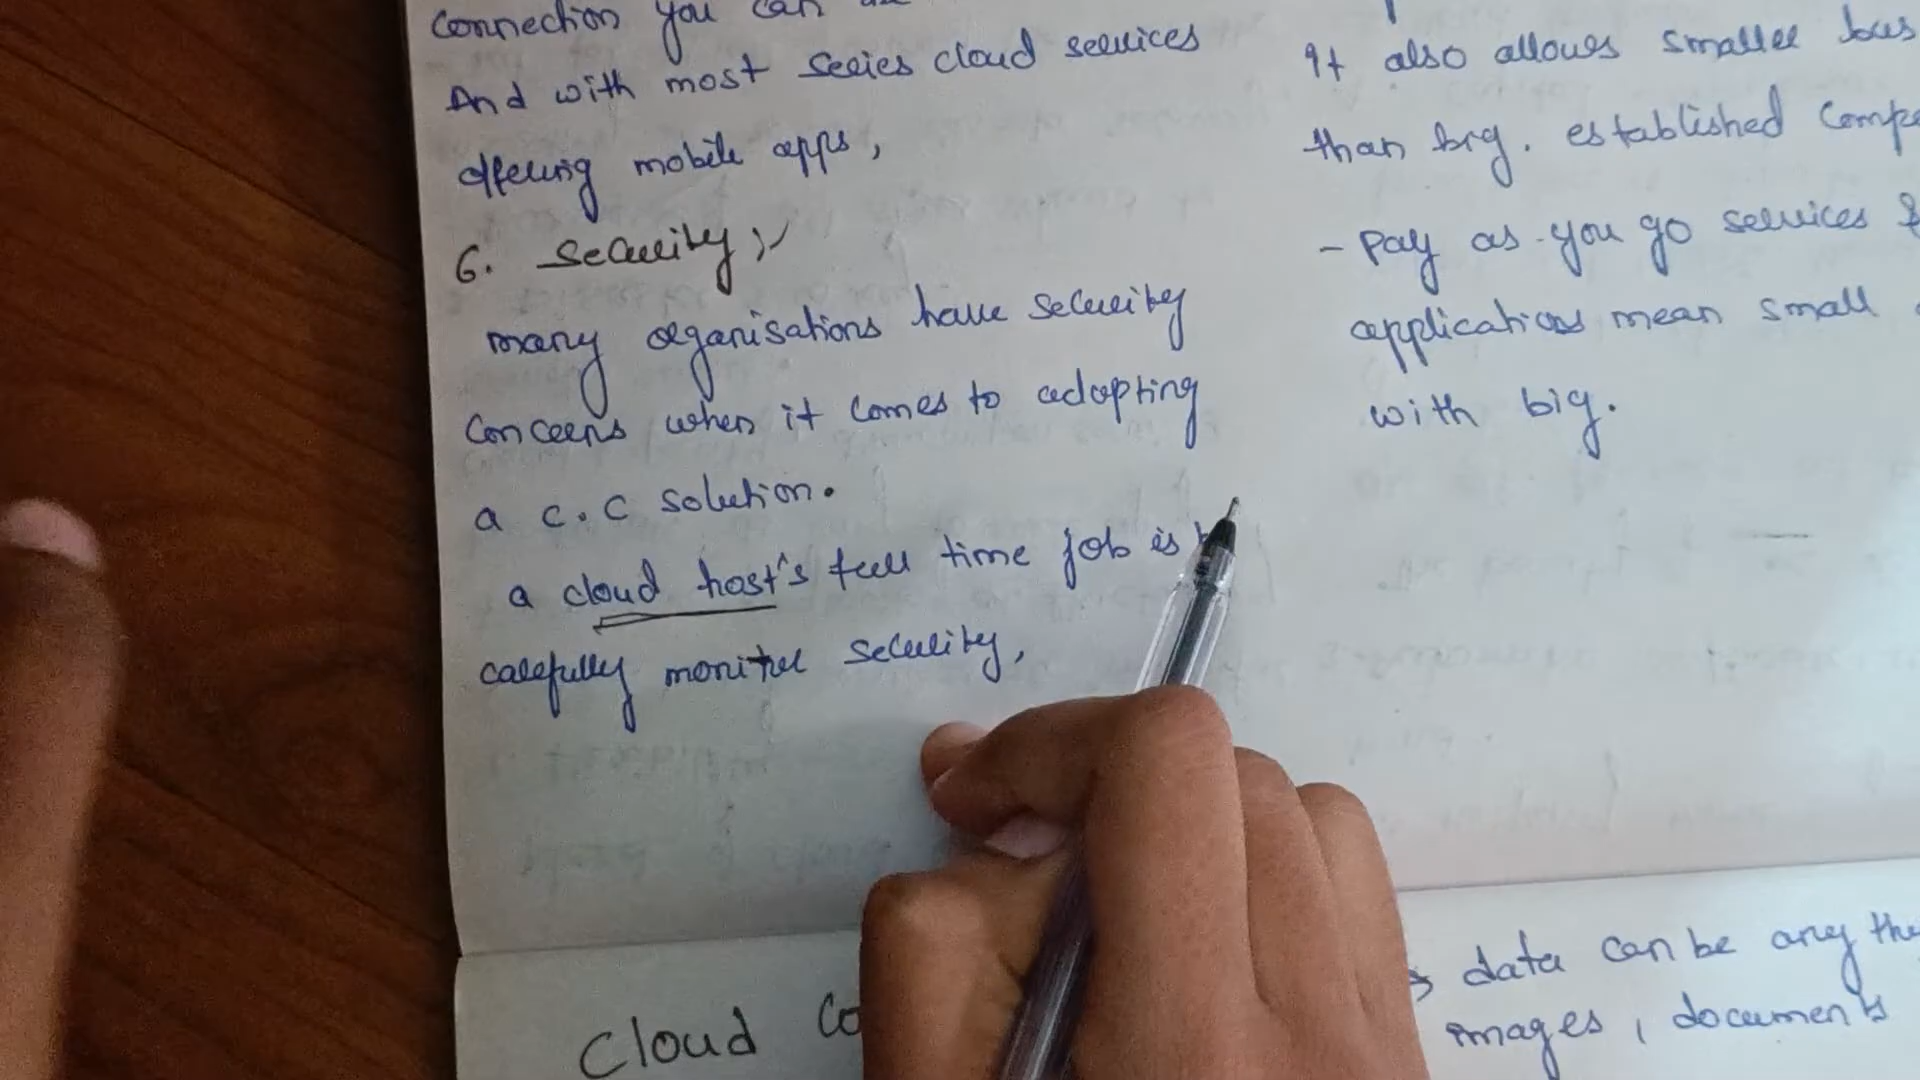 connection you can
And with most series cloud services
offering mobile apps,
6. Security :-
many organisations have security
concerns when it comes to adopting
a c.c solution.
a cloud host's full time job is
carefully monitor security,
It also allows smaller
than big. established
- pay as you go services
applications mean small
with big.
Cloud
data can be any
images, documents